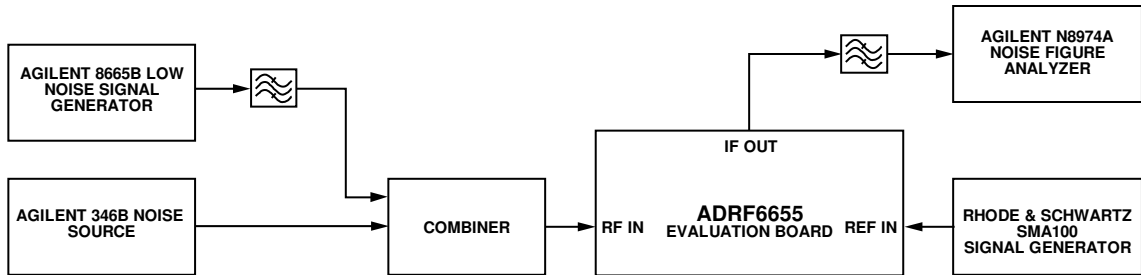 AGILENT 8665B LOW
NOISE SIGNAL
GENERATOR
AGILENT 346B NOISE
SOURCE
COMBINER
IF OUT
RF IN
ADRF6655
EVALUATION BOARD
REF IN
AGILENT N8974A
NOISE FIGURE
ANALYZER
RHODE & SCHWARTZ
SMA100
SIGNAL GENERATOR